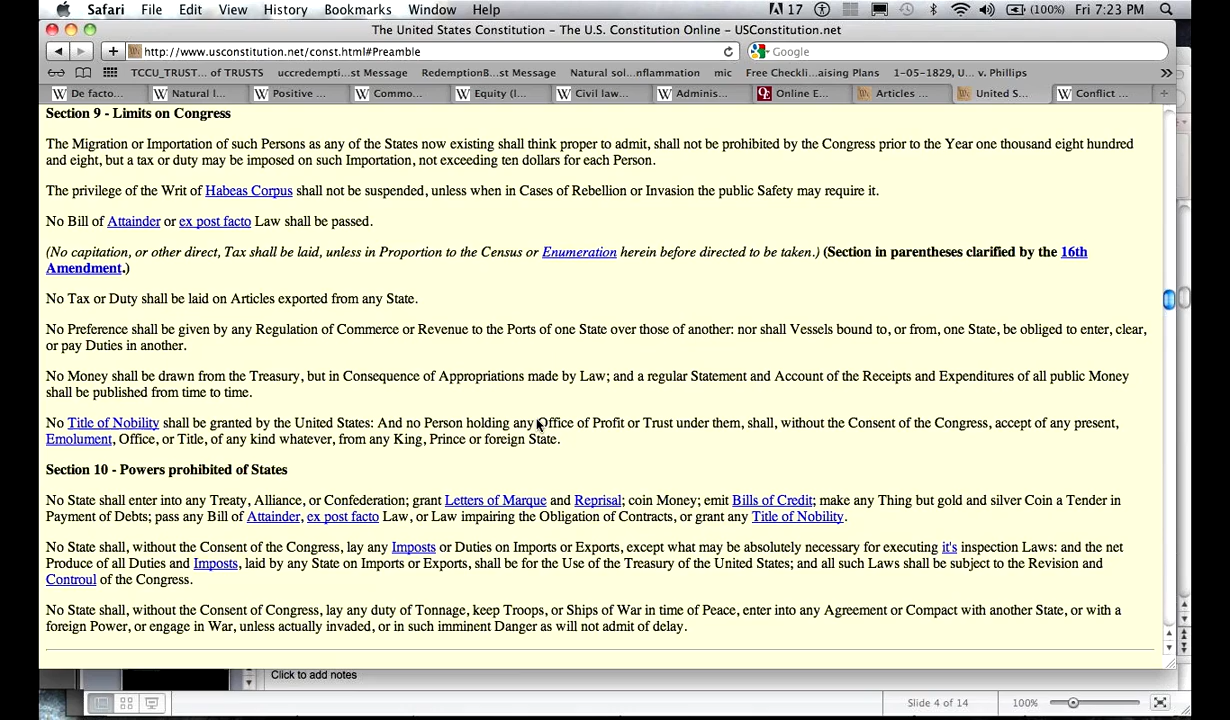 Safari File Edit View History Bookmarks Window Help 17 (100%) Fri 7:23 PM
The United States Constitution – The U.S. Constitution Online – USConstitution.net
http://www.usconstitution.net/const.html#Preamble Google
TCCU_TRUST... of TRUSTS uccredempti...st Message RedemptionB...st Message Natural sol...nflammation mic Free Checkli...aising Plans 1-05-1829, U... v. Phillips
De facto... Natural l... Positive ... Commo... Equity (l... Civil law... Adminis... Online E... Articles ... United S... Conflict ...
Section 9 - Limits on Congress
The Migration or Importation of such Persons as any of the States now existing shall think proper to admit, shall not be prohibited by the Congress prior to the Year one thousand eight hundred
and eight, but a tax or duty may be imposed on such Importation, not exceeding ten dollars for each Person.
The privilege of the Writ of Habeas Corpus shall not be suspended, unless when in Cases of Rebellion or Invasion the public Safety may require it.
No Bill of Attainder or ex post facto Law shall be passed.
(No capitation, or other direct, Tax shall be laid, unless in Proportion to the Census or Enumeration herein before directed to be taken.) (Section in parentheses clarified by the 16th
Amendment.)
No Tax or Duty shall be laid on Articles exported from any State.
No Preference shall be given by any Regulation of Commerce or Revenue to the Ports of one State over those of another: nor shall Vessels bound to, or from, one State, be obliged to enter, clear,
or pay Duties in another.
No Money shall be drawn from the Treasury, but in Consequence of Appropriations made by Law; and a regular Statement and Account of the Receipts and Expenditures of all public Money
shall be published from time to time.
No Title of Nobility shall be granted by the United States: And no Person holding any Office of Profit or Trust under them, shall, without the Consent of the Congress, accept of any present,
Emolument, Office, or Title, of any kind whatever, from any King, Prince or foreign State.
Section 10 - Powers prohibited of States
No State shall enter into any Treaty, Alliance, or Confederation; grant Letters of Marque and Reprisal; coin Money; emit Bills of Credit; make any Thing but gold and silver Coin a Tender in
Payment of Debts; pass any Bill of Attainder, ex post facto Law, or Law impairing the Obligation of Contracts, or grant any Title of Nobility.
No State shall, without the Consent of the Congress, lay any Imposts or Duties on Imports or Exports, except what may be absolutely necessary for executing it's inspection Laws: and the net
Produce of all Duties and Imposts, laid by any State on Imports or Exports, shall be for the Use of the Treasury of the United States; and all such Laws shall be subject to the Revision and
Controul of the Congress.
No State shall, without the Consent of Congress, lay any duty of Tonnage, keep Troops, or Ships of War in time of Peace, enter into any Agreement or Compact with another State, or with a
foreign Power, or engage in War, unless actually invaded, or in such imminent Danger as will not admit of delay.
Click to add notes
Slide 4 of 14 100%